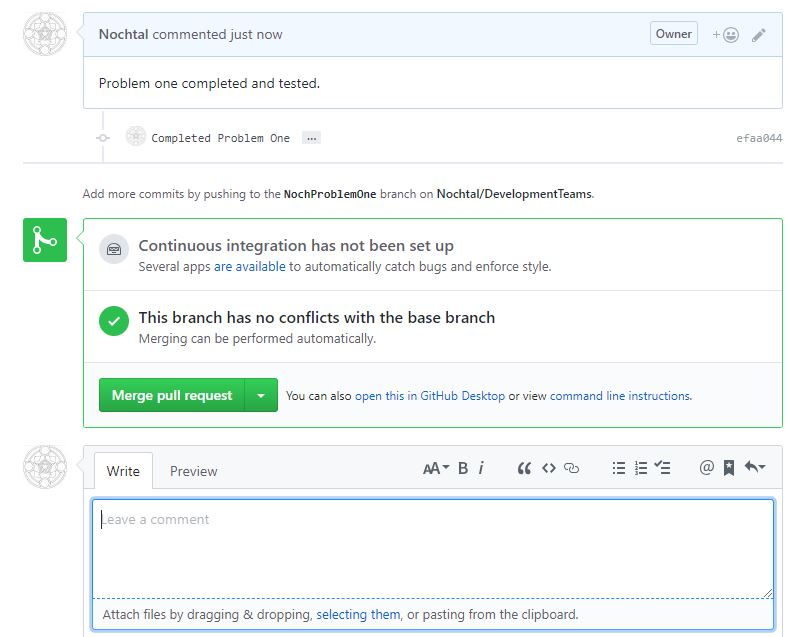 Nochtal commented just now Owner
Problem one completed and tested.
Completed Problem One ... efaa044
Add more commits by pushing to the NochProblemOne branch on Nochtal/DevelopmentTeams.
Continuous integration has not been set up
Several apps are available to automatically catch bugs and enforce style.
This branch has no conflicts with the base branch
Merging can be performed automatically.
Merge pull request You can also open this in GitHub Desktop or view command line instructions.
Write Preview AA B i “ <> @
Leave a comment
Attach files by dragging & dropping, selecting them, or pasting from the clipboard.